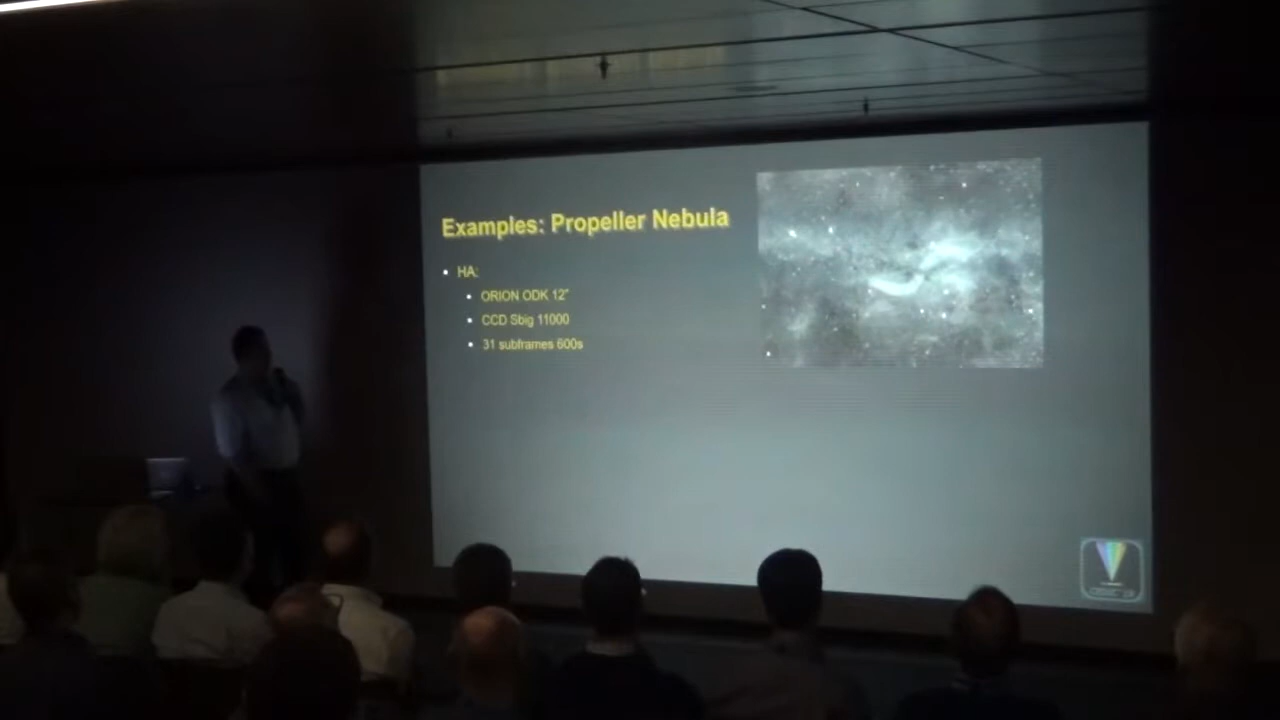 Examples: Propeller Nebula
HA:
ORION ODK 12"
CCD Sbig 11000
31 subframes 600s